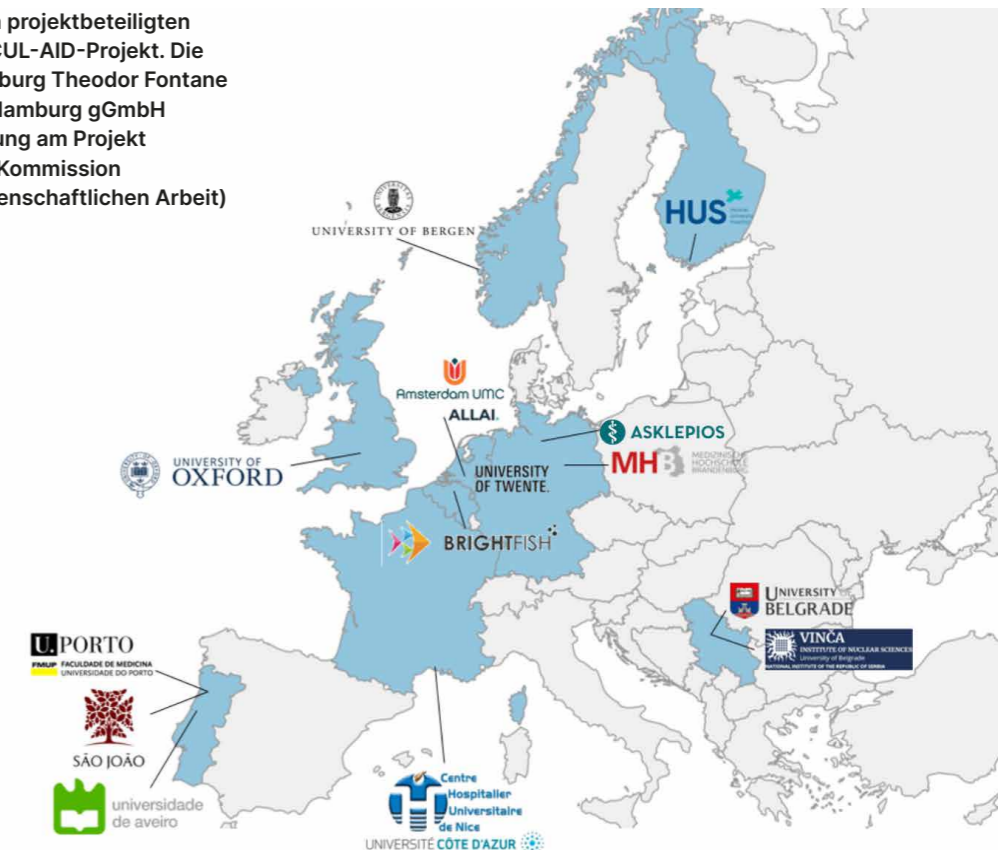 projektbeteiligten
CUL-AID-Projekt. Die
burg Theodor Fontane
Hamburg gGmbH
ung am Projekt
Kommission
enschaftlichen Arbeit)
UNIVERSITY OF BERGEN
HUS
Amsterdam UMC
ALLAI.
ASKLEPIOS
MHB MEDIZINISCHE
HOCHSCHULE
BRANDENBURG
UNIVERSITY OF
OXFORD
UNIVERSITY
OF TWENTE.
BRIGHTFISH
UNIVERSITY
BELGRADE
VINČA
INSTITUTE OF NUCLEAR SCIENCES
University of Belgrade
NATIONAL INSTITUTE OF THE REPUBLIC OF SERBIA
U.PORTO
FMUP FACULDADE DE MEDICINA
UNIVERSIDADE DO PORTO
SÃO JOÃO
universidade
de aveiro
Centre
Hospitalier
Universitaire
de Nice
UNIVERSITÉ CÔTE D'AZUR